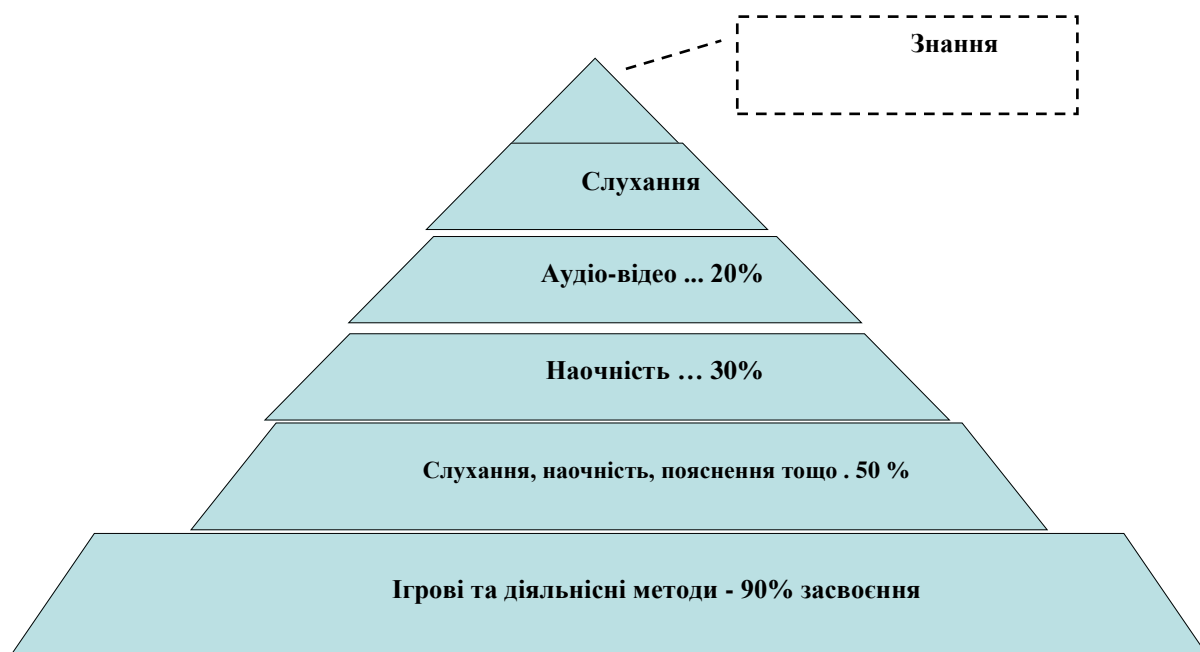 Знання
Слухання
Аудіо-відео ... 20%
Наочність … 30%
Слухання, наочність, пояснення тощо . 50 %
Ігрові та діяльнісні методи - 90% засвоєння